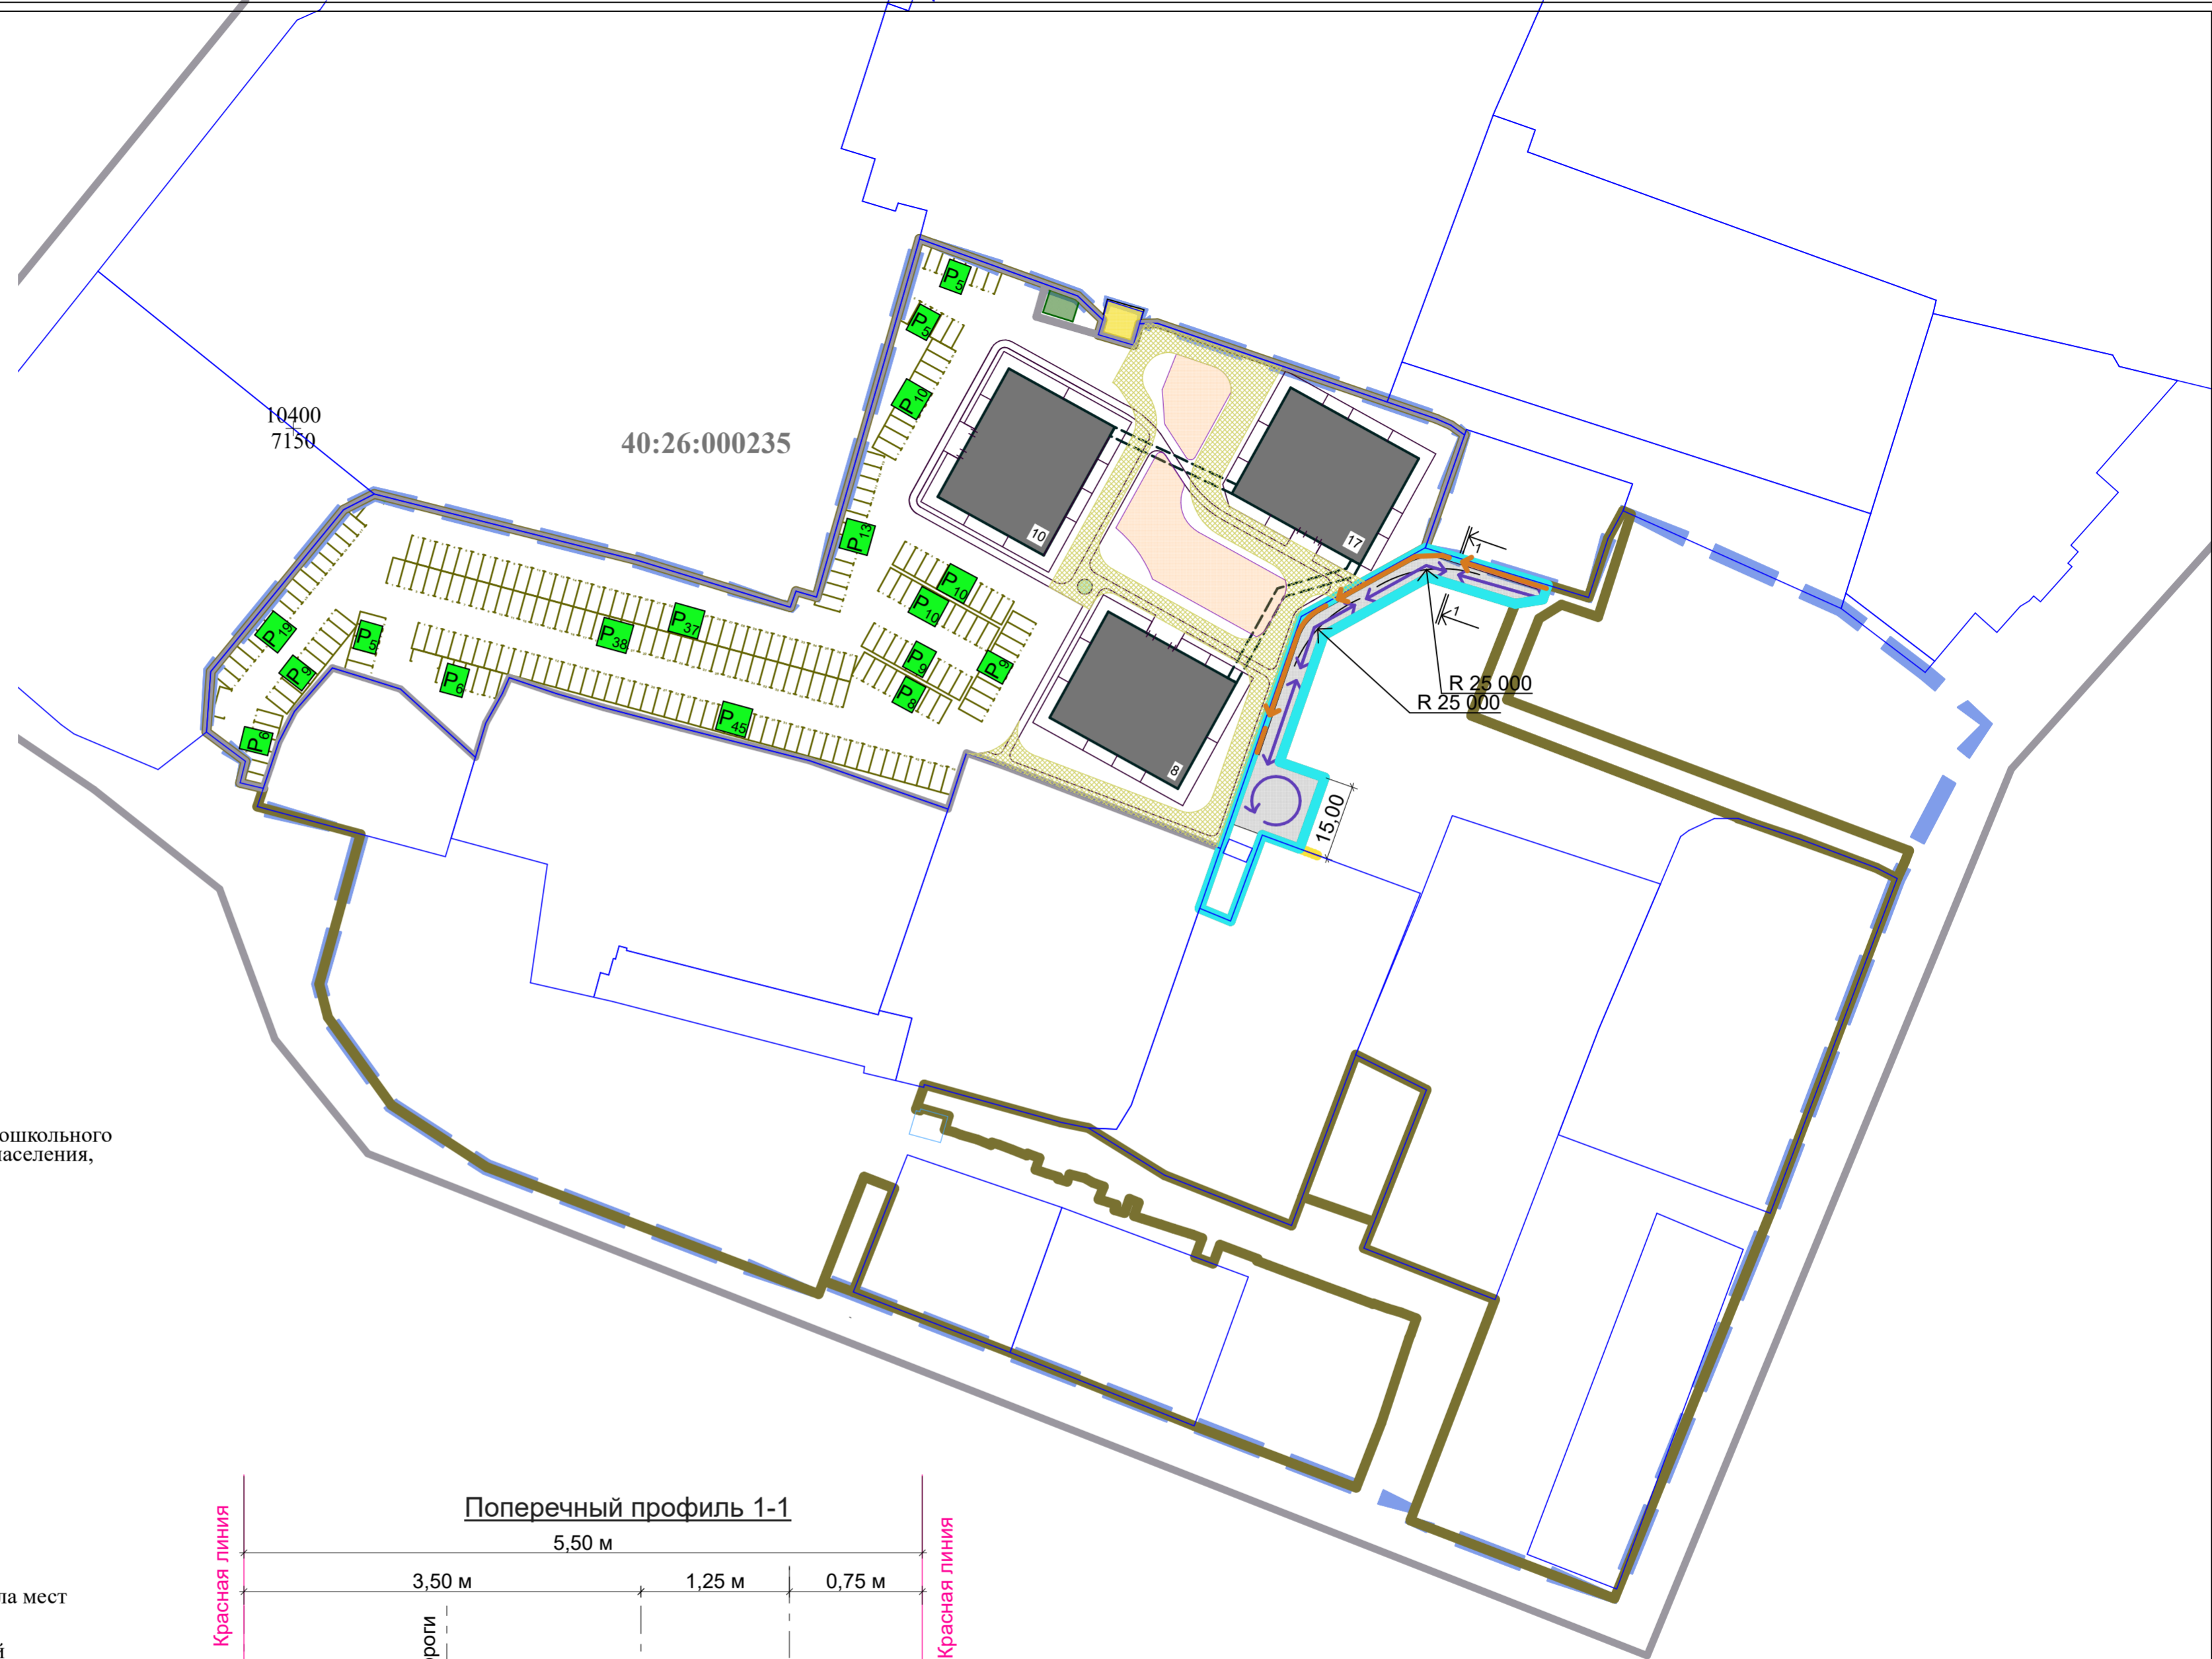 P5
P5
P10
10400
7150
40:26:000235
10
17
P13
1
P10
P10
1
P37
P38
P19
P5
P9
P9
P9
P8
P6
R 25 000
R 25 000
P45
P6
8
15,00
ошкольного
населения,
Поперечный профиль 1-1
Красная линия
5,50 м
Красная линия
3,50 м
1,25 м
0,75 м
ла мест
роги
й